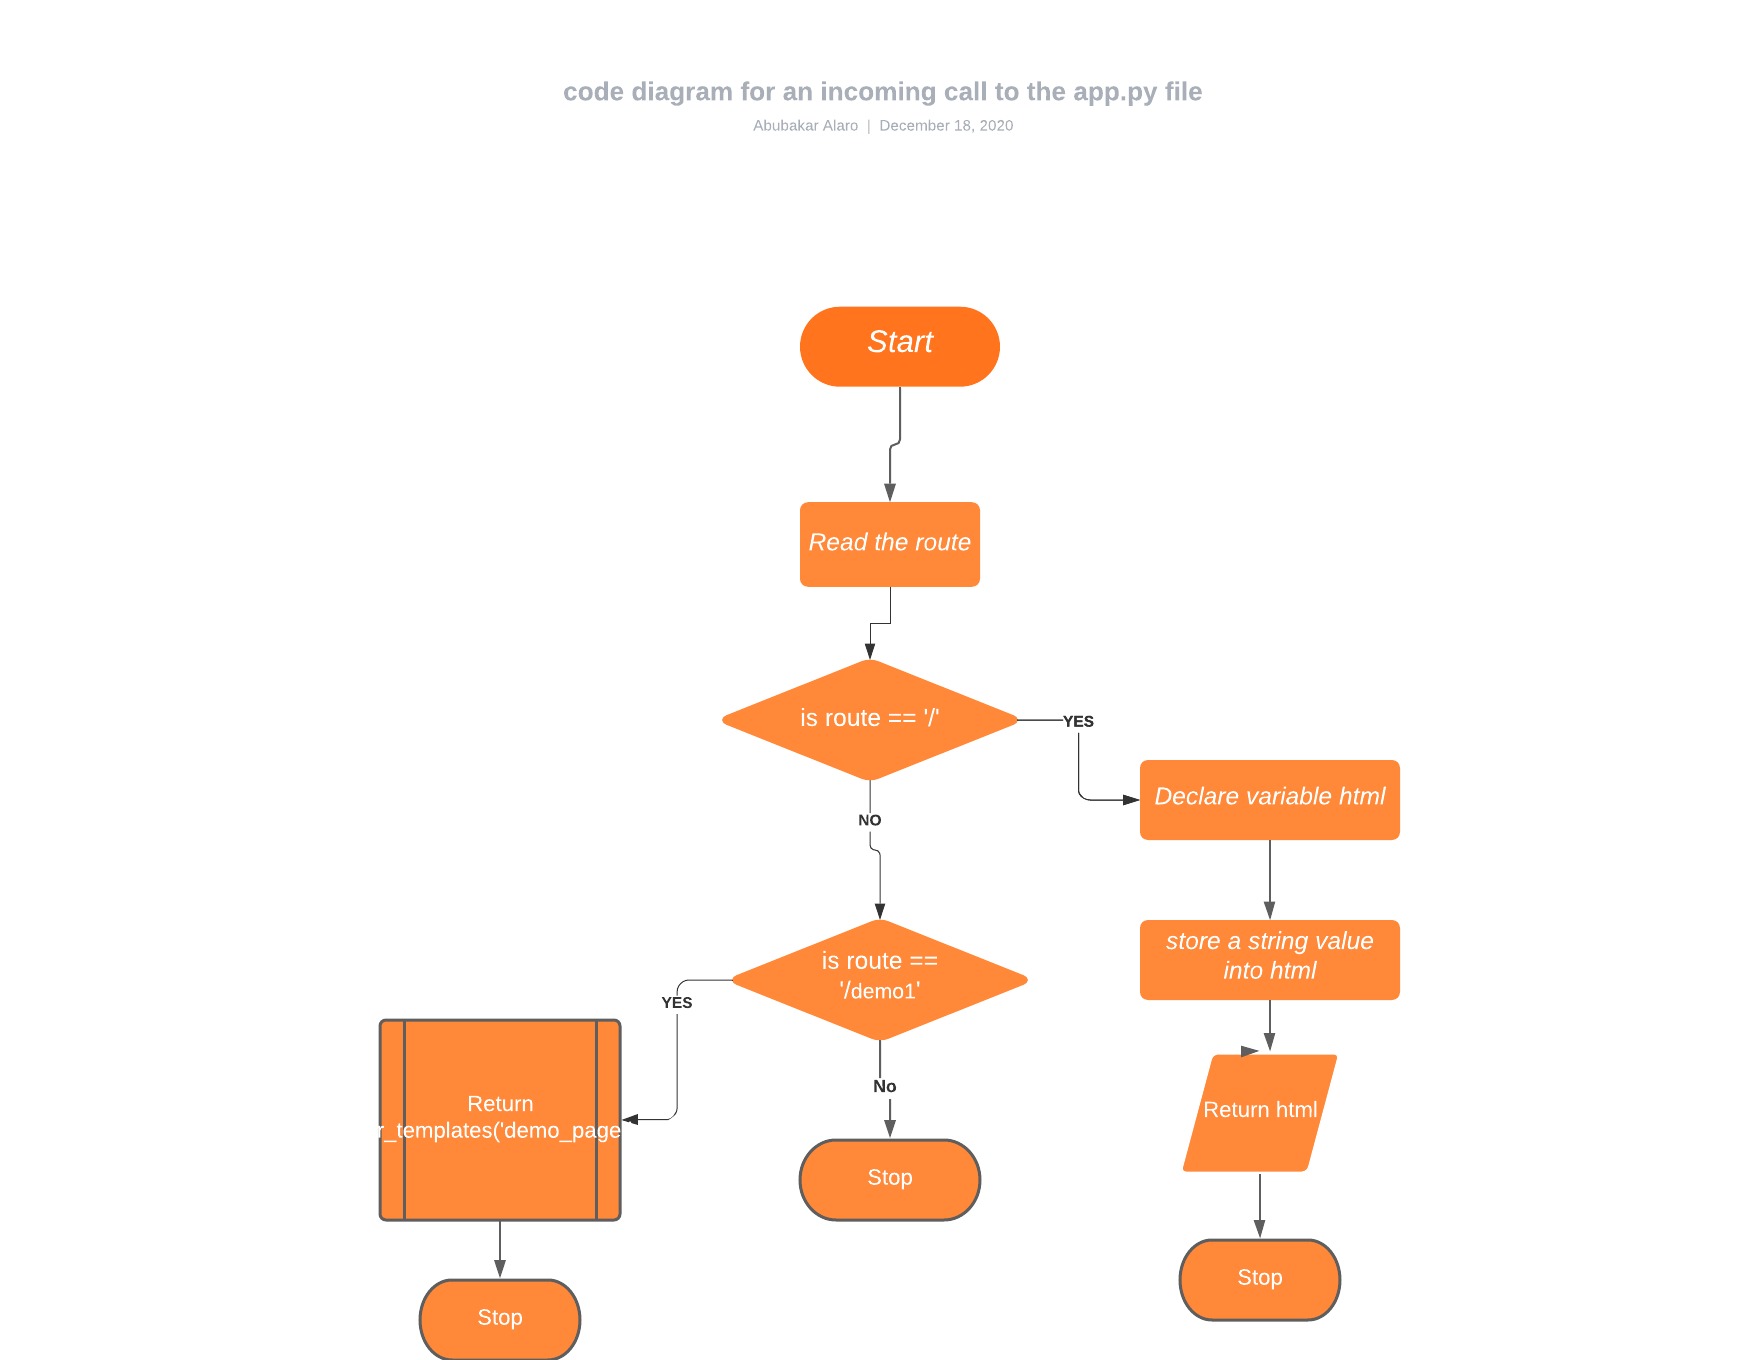 code diagram for an incoming call to the app.py file
Abubakar Alaro | December 18, 2020
Start
Read the route
is route == '/'
YES
Declare variable html
NO
store a string value
into html
is route ==
'/demo1'
YES
No
Return
r_templates('demo_page
Return html
Stop
Stop
Stop